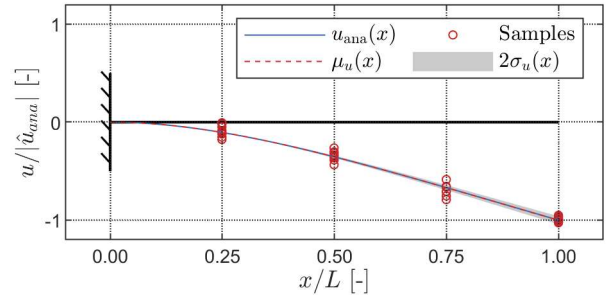 u_ana(x) Samples
μ_u(x) 2σ_u(x)
u/|û_ana| [-]
1
0
-1
0.00 0.25 0.50 0.75 1.00
x/L [-]